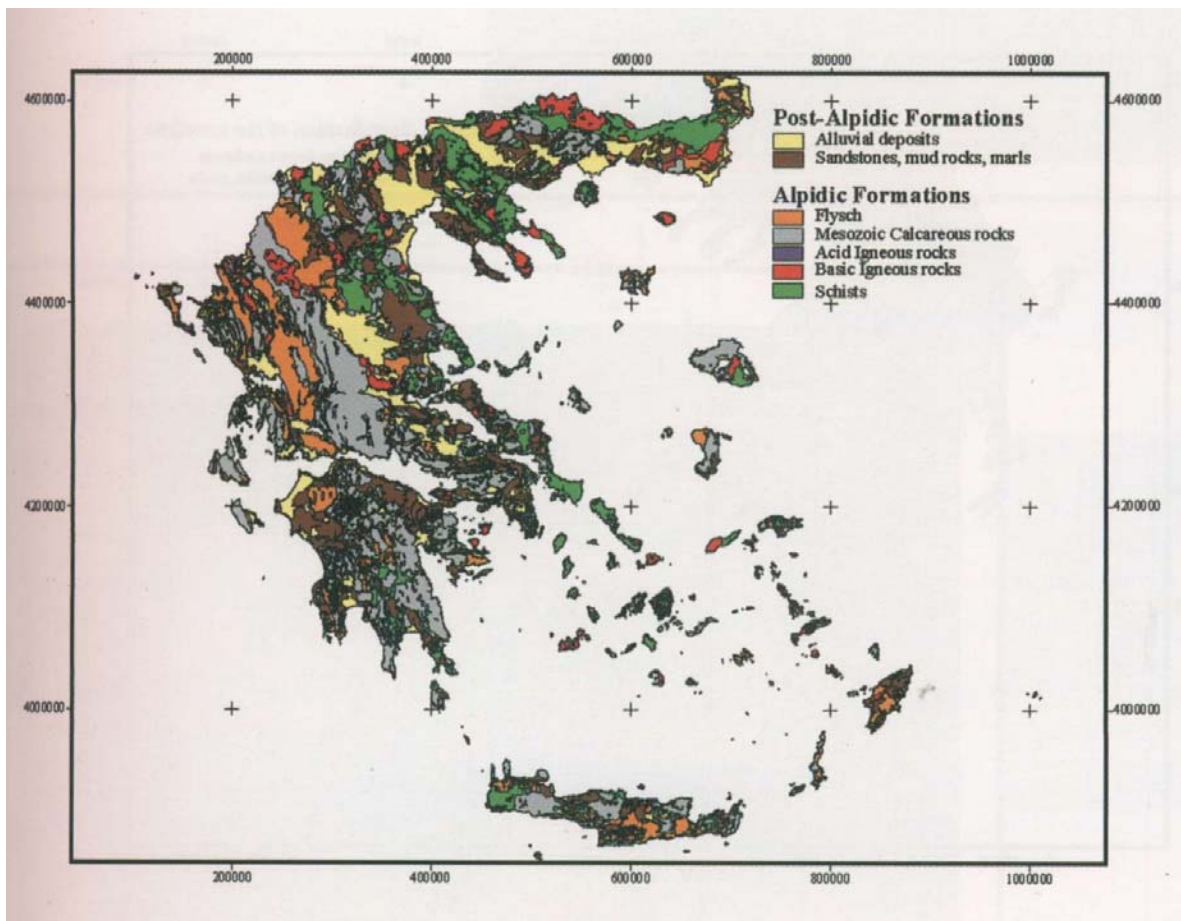 200000 400000 600000 800000 1000000
4600000 4600000
Post-Alpidic Formations
Alluvial deposits
Sandstones, mud rocks, marls
Alpidic Formations
Flysch
Mesozoic Calcareous rocks
Acid Igneous rocks
Basic Igneous rocks
Schists
4400000 4400000
4200000 4200000
4000000 4000000
200000 400000 600000 800000 1000000